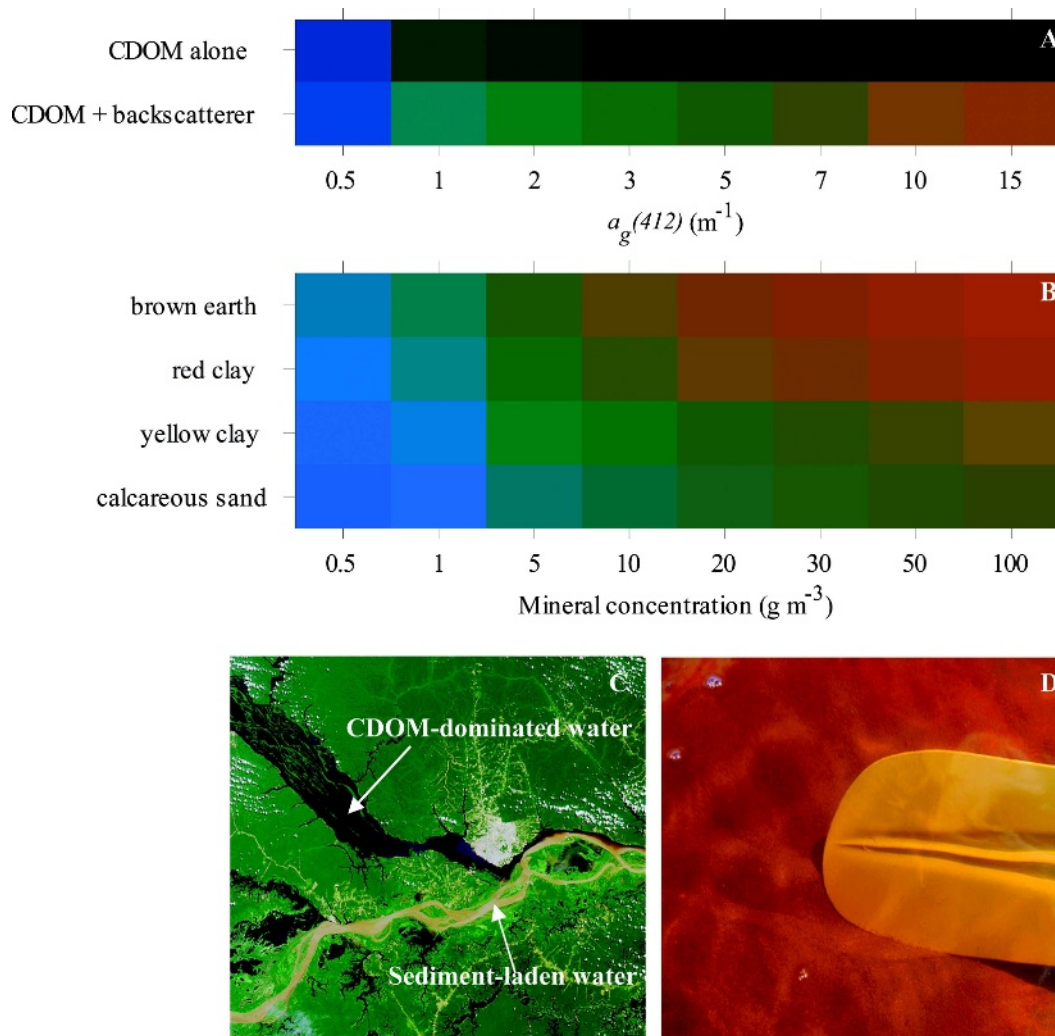 A
CDOM alone
CDOM + backscatterer
0.5 1 2 3 5 7 10 15
a_g(412) (m^-1)
B
brown earth
red clay
yellow clay
calcareous sand
0.5 1 5 10 20 30 50 100
Mineral concentration (g m^-3)
C
CDOM-dominated water
Sediment-laden water
D